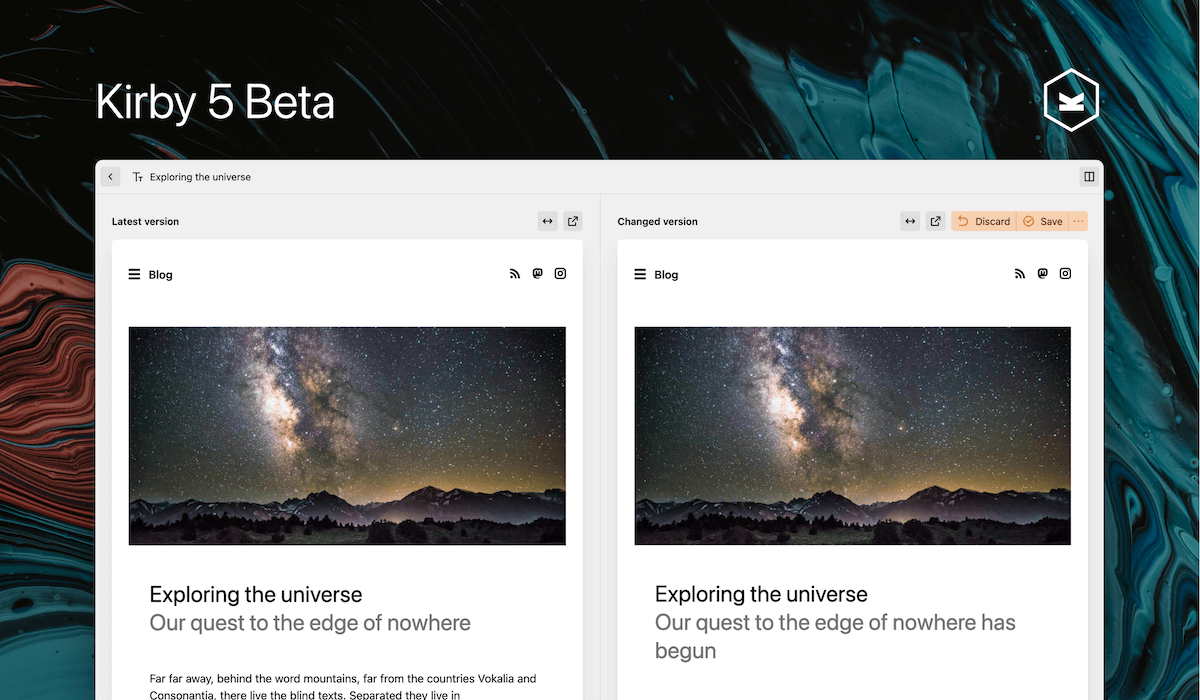 Kirby 5 Beta
Exploring the universe
Latest version
Blog
Exploring the universe
Our quest to the edge of nowhere
Far far away, behind the word mountains, far from the countries Vokalia and
Consonantia, there live the blind texts. Separated they live in
Changed version
Discard
Save
Blog
Exploring the universe
Our quest to the edge of nowhere has
begun